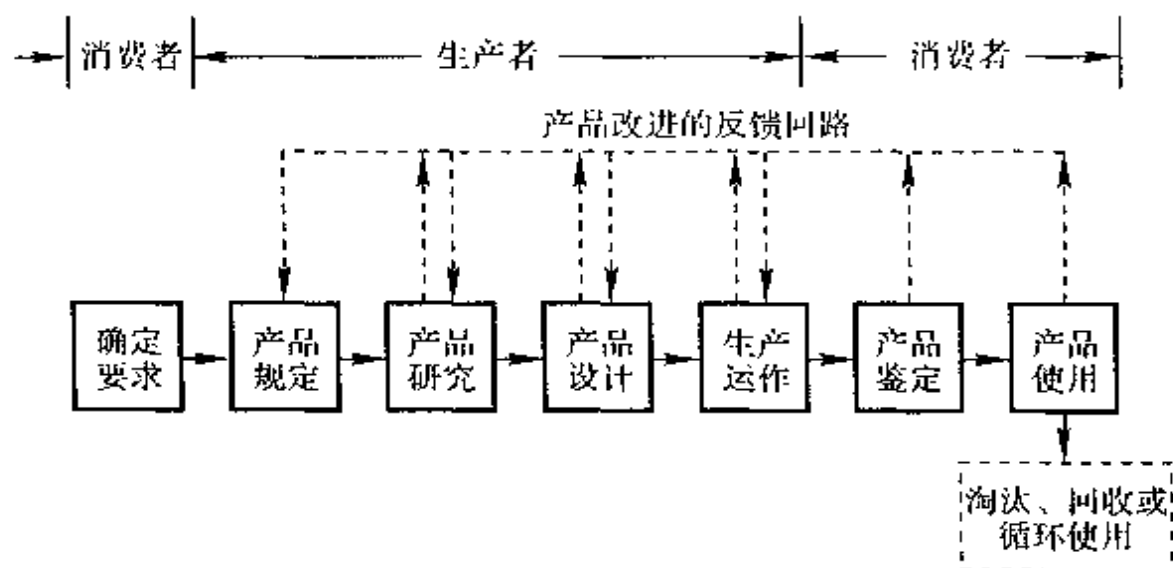 消费者 生产者 消费者
产品改进的反馈回路
确定 产品 产品 产品 生产 产品 产品
要求 规定 研究 设计 运作 鉴定 使用
淘汰、回收或
循环使用